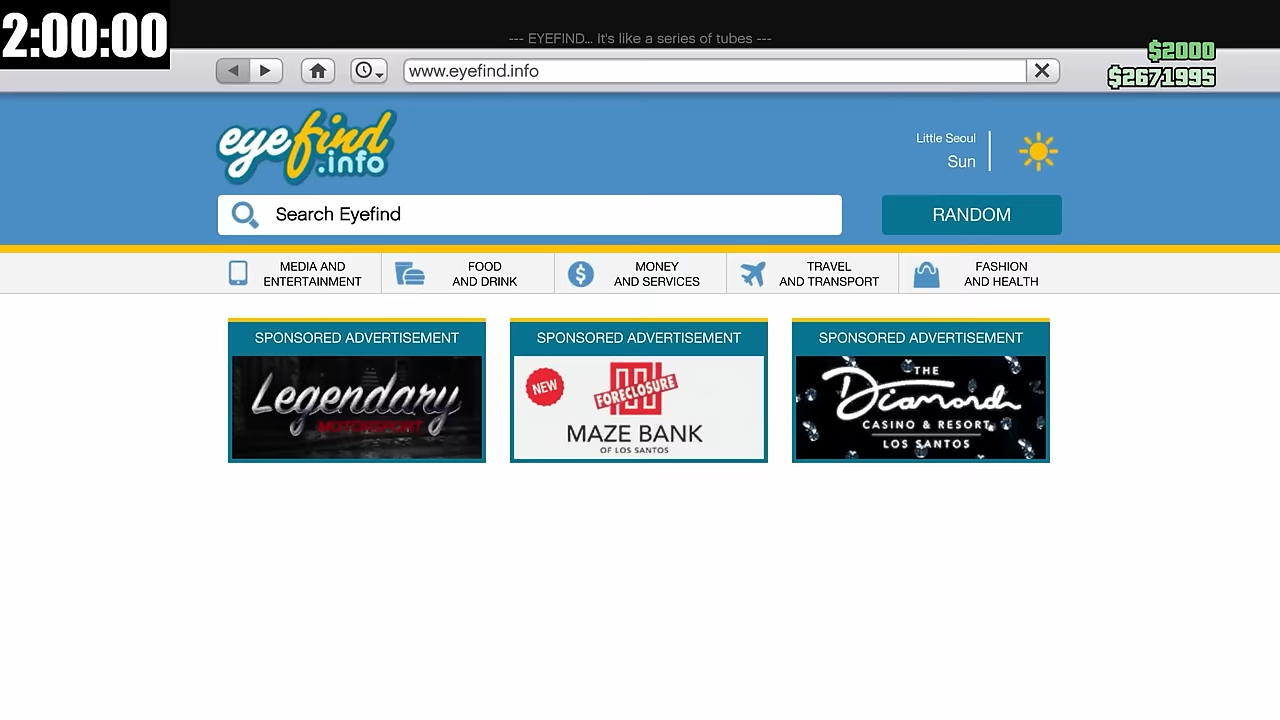 2:00:00
--- EYEFIND... It's like a series of tubes ---
$2000
www.eyefind.info
$2671995
eyefind
.info
Little Seoul
Sun
Search Eyefind
RANDOM
MEDIA AND
ENTERTAINMENT
FOOD
AND DRINK
MONEY
AND SERVICES
TRAVEL
AND TRANSPORT
FASHION
AND HEALTH
SPONSORED ADVERTISEMENT
Legendary
MOTORSPORT
SPONSORED ADVERTISEMENT
NEW
FORECLOSURE
MAZE BANK
OF LOS SANTOS
SPONSORED ADVERTISEMENT
THE
Diamond
CASINO & RESORT
LOS SANTOS